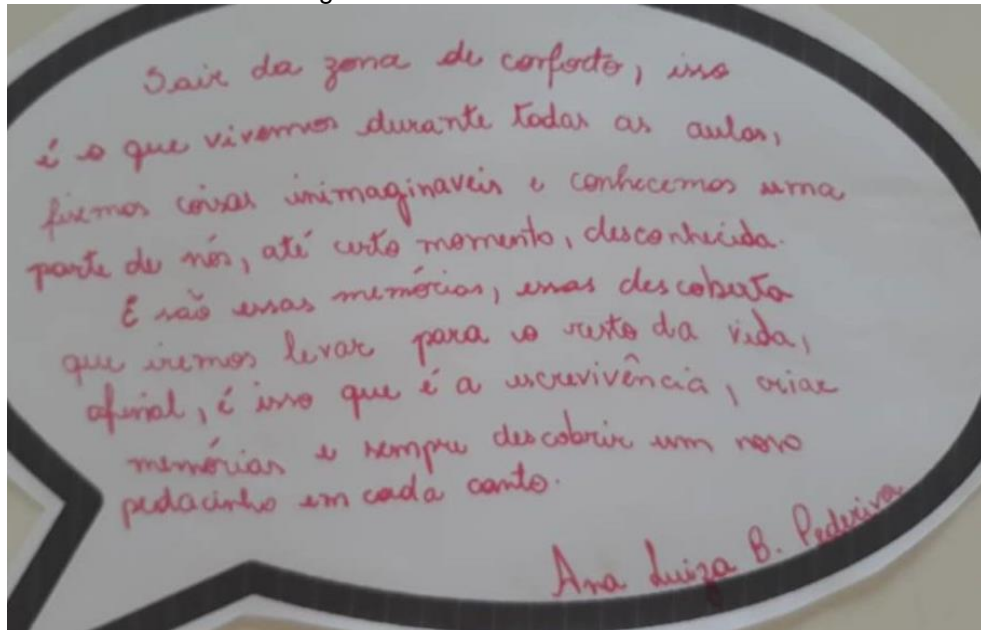 Sair da zona de conforto, isso
é o que vivemos durante todas as aulas,
fizemos coisas inimaginaveis e conhecemos uma
parte de nós, até certo momento, desconhecida.
E são essas memórias, essas descoberta
que iremos levar para o resto da vida,
afinal, é isso que é a escrevivência, criar
memórias e sempre descobrir um novo
pedacinho em cada canto.
Ana Luiza B. Pederiva